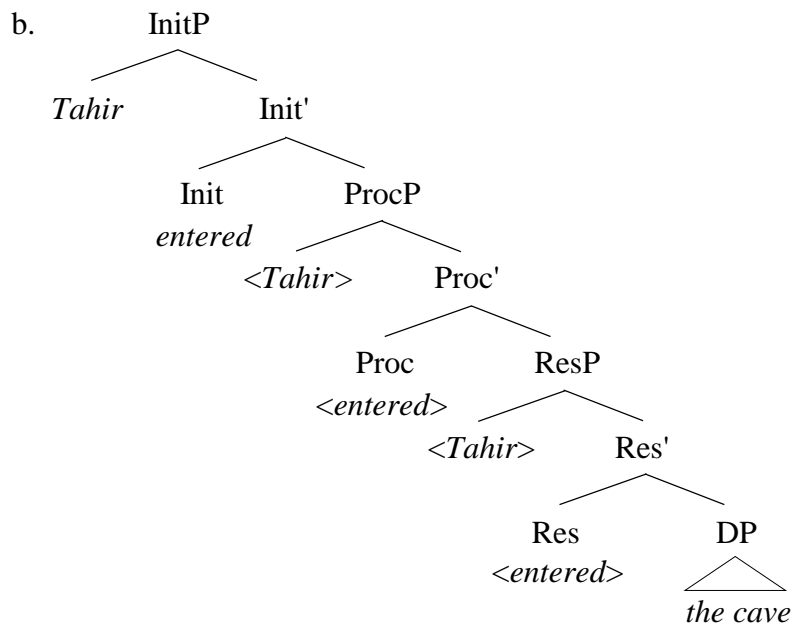 b. InitP
Tahir Init'
Init ProcP
entered
<Tahir> Proc'
Proc ResP
<entered>
<Tahir> Res'
Res DP
<entered>
the cave